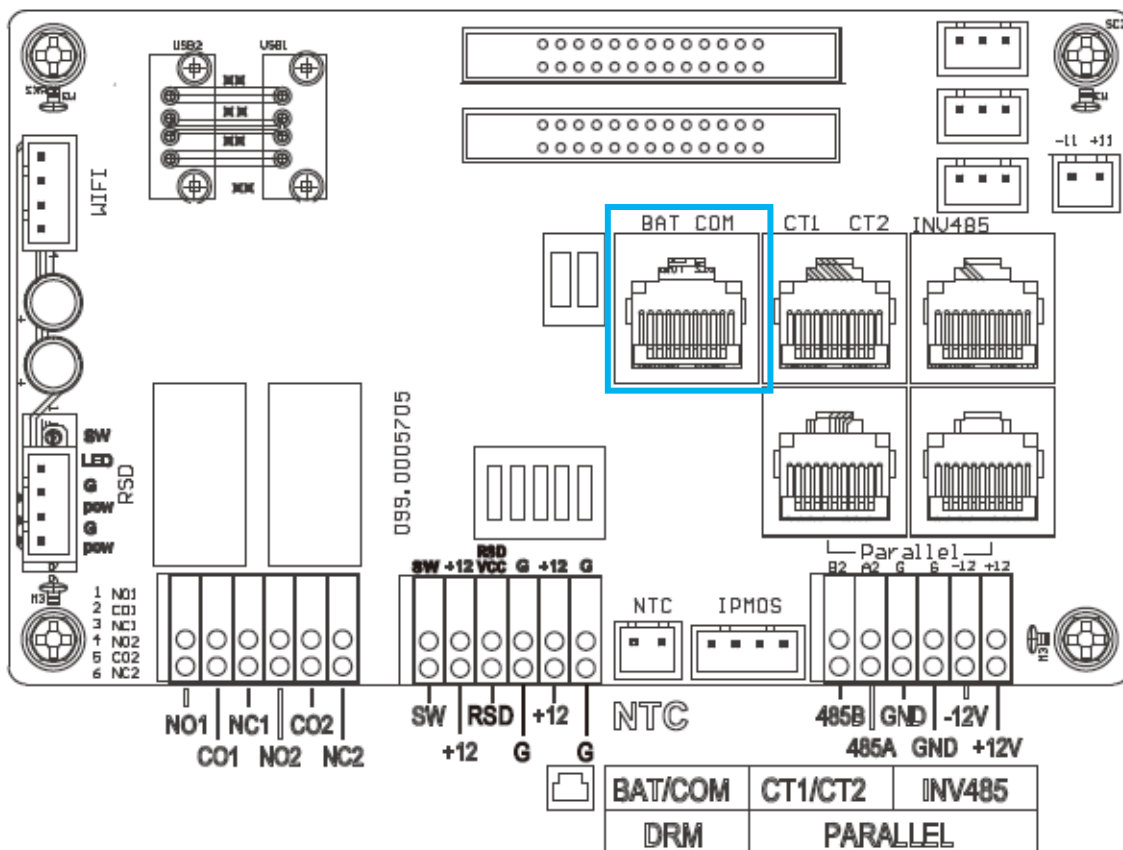 USB2 USB1
-11 +11
WIFI
BAT COM CT1 CT2 INV485
SW
LED
G
pow
G
pow
RSD
099.0005705
Parallel
B2 A2 G G -12 +12
SW +12 RSD VCC G +12 G
NTC IPMOS
1 NO1
2 CO1
3 NC1
4 NO2
5 CO2
6 NC2
M3
M3
NO1 CO1 NC1 NO2 CO2 NC2
SW +12 RSD G +12 G
NTC
485B 485A GND GND -12V +12V
BAT/COM CT1/CT2 INV485
DRM PARALLEL